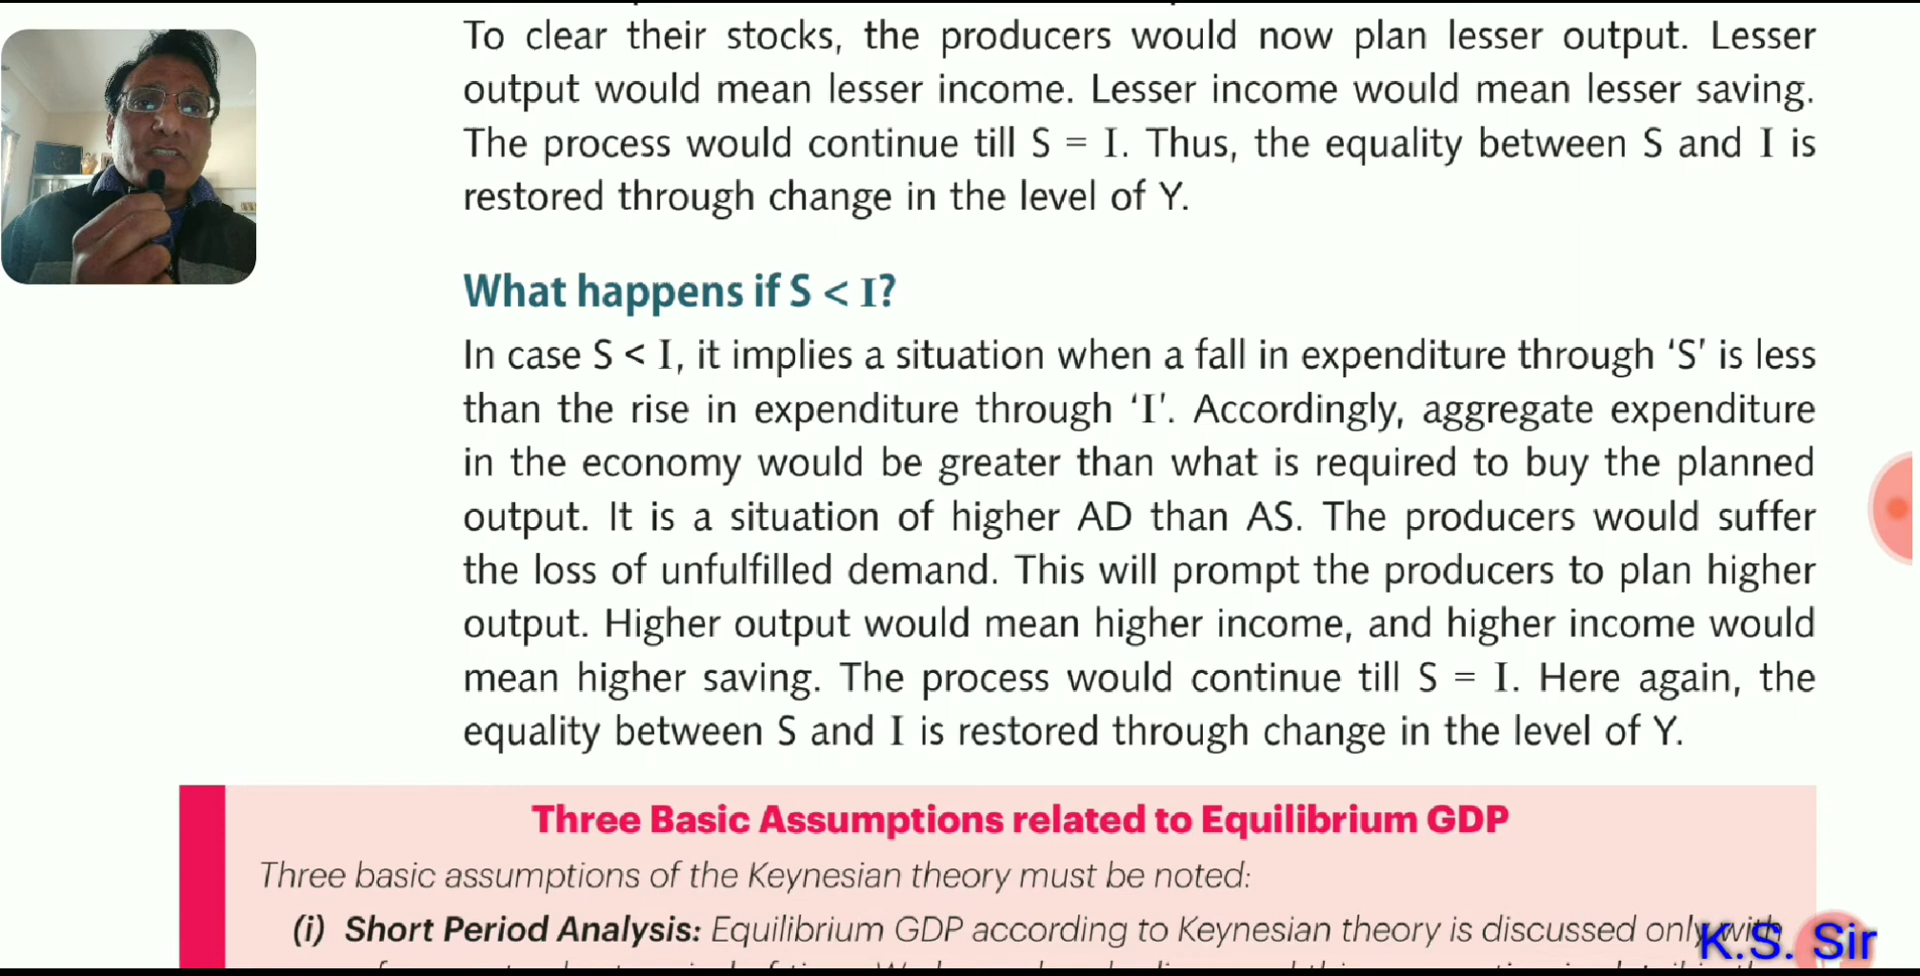 To clear their stocks, the producers would now plan lesser output. Lesser
output would mean lesser income. Lesser income would mean lesser saving.
The process would continue till S = I. Thus, the equality between S and I is
restored through change in the level of Y.
What happens if S < I?
In case S < I, it implies a situation when a fall in expenditure through ‘S’ is less
than the rise in expenditure through ‘I’. Accordingly, aggregate expenditure
in the economy would be greater than what is required to buy the planned
output. It is a situation of higher AD than AS. The producers would suffer
the loss of unfulfilled demand. This will prompt the producers to plan higher
output. Higher output would mean higher income, and higher income would
mean higher saving. The process would continue till S = I. Here again, the
equality between S and I is restored through change in the level of Y.
Three Basic Assumptions related to Equilibrium GDP
Three basic assumptions of the Keynesian theory must be noted:
(i) Short Period Analysis: Equilibrium GDP according to Keynesian theory is discussed only with
K.S. Sir